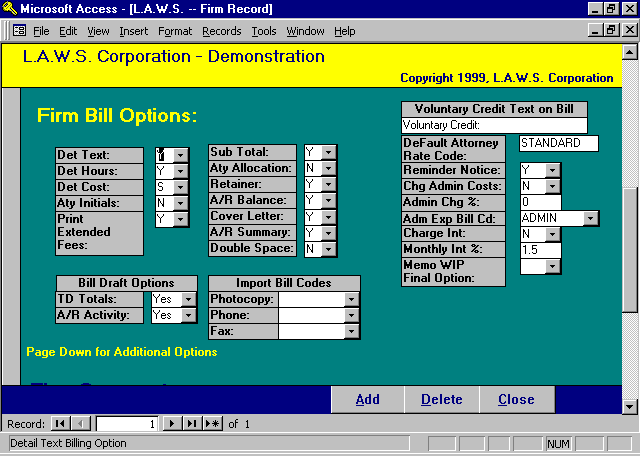 Microsoft Access - [L.A.W.S. -- Firm Record]
File Edit View Insert Format Records Tools Window Help
L.A.W.S. Corporation - Demonstration
Copyright 1999, L.A.W.S. Corporation
Firm Bill Options:
Det Text: Y
Det Hours: Y
Det Cost: S
Aty Initials: N
Print Extended Fees: Y
Sub Total: Y
Aty Allocation: N
Retainer: Y
A/R Balance: Y
Cover Letter: Y
A/R Summary: Y
Double Space: N
Voluntary Credit Text on Bill
Voluntary Credit:
DeFault Attorney Rate Code: STANDARD
Reminder Notice: Y
Chg Admin Costs: N
Admin Chg %: 0
Adm Exp Bill Cd: ADMIN
Charge Int: N
Monthly Int %: 1.5
Memo WIP Final Option:
Bill Draft Options
TD Totals: Yes
A/R Activity: Yes
Import Bill Codes
Photocopy:
Phone:
Fax:
Page Down for Additional Options
Add Delete Close
Record: 1 of 1
Detail Text Billing Option
NUM